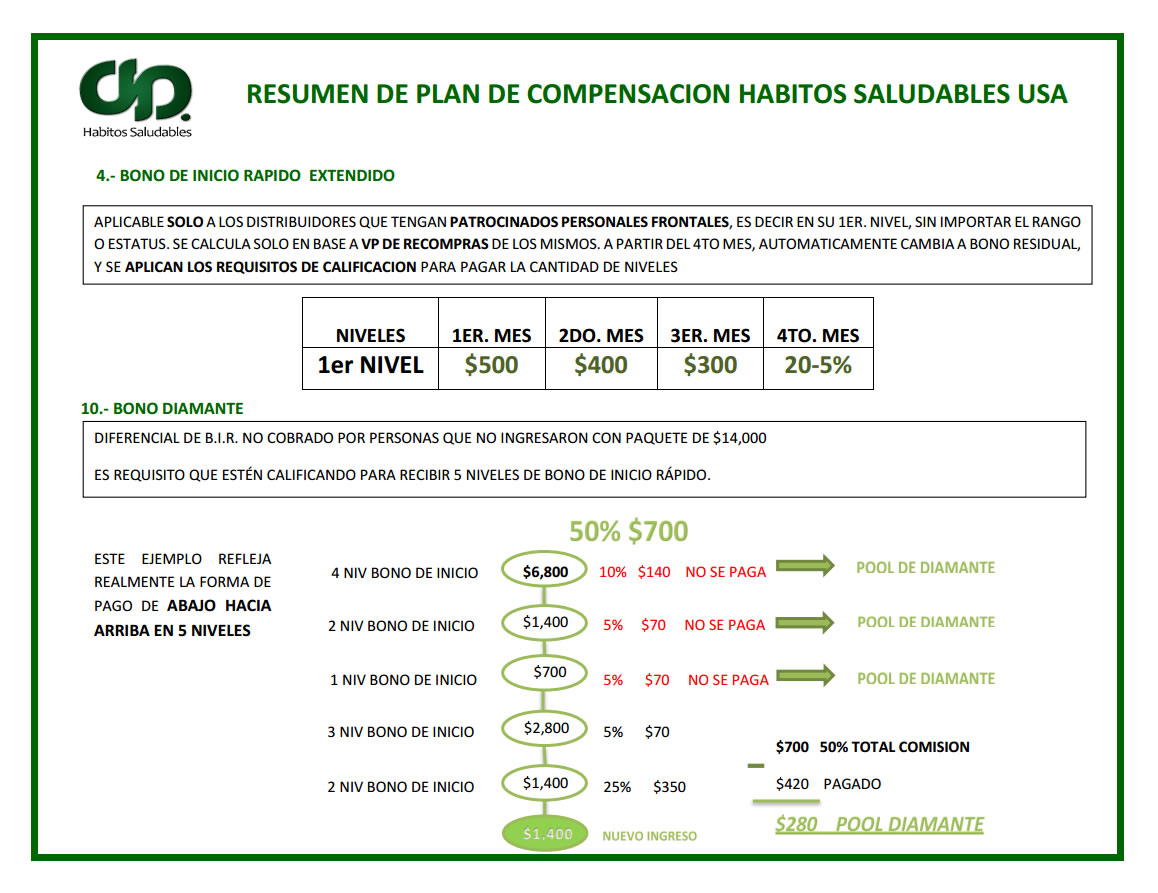 dp.
Habitos Saludables
RESUMEN DE PLAN DE COMPENSACION HABITOS SALUDABLES USA
4.- BONO DE INICIO RAPIDO EXTENDIDO
APLICABLE SOLO A LOS DISTRIBUIDORES QUE TENGAN PATROCINADOS PERSONALES FRONTALES, ES DECIR EN SU 1ER. NIVEL, SIN IMPORTAR EL RANGO
O ESTATUS. SE CALCULA SOLO EN BASE A VP DE RECOMPRAS DE LOS MISMOS. A PARTIR DEL 4TO MES, AUTOMATICAMENTE CAMBIA A BONO RESIDUAL,
Y SE APLICAN LOS REQUISITOS DE CALIFICACION PARA PAGAR LA CANTIDAD DE NIVELES
NIVELES 1ER. MES 2DO. MES 3ER. MES 4TO. MES
1er NIVEL $500 $400 $300 20-5%
10.- BONO DIAMANTE
DIFERENCIAL DE B.I.R. NO COBRADO POR PERSONAS QUE NO INGRESARON CON PAQUETE DE $14,000
ES REQUISITO QUE ESTÉN CALIFICANDO PARA RECIBIR 5 NIVELES DE BONO DE INICIO RÁPIDO.
50% $700
ESTE EJEMPLO REFLEJA
REALMENTE LA FORMA DE
PAGO DE ABAJO HACIA
ARRIBA EN 5 NIVELES
4 NIV BONO DE INICIO $6,800 10% $140 NO SE PAGA POOL DE DIAMANTE
2 NIV BONO DE INICIO $1,400 5% $70 NO SE PAGA POOL DE DIAMANTE
1 NIV BONO DE INICIO $700 5% $70 NO SE PAGA POOL DE DIAMANTE
3 NIV BONO DE INICIO $2,800 5% $70
$700 50% TOTAL COMISION
2 NIV BONO DE INICIO $1,400 25% $350
$420 PAGADO
$1,400 NUEVO INGRESO
$280 POOL DIAMANTE